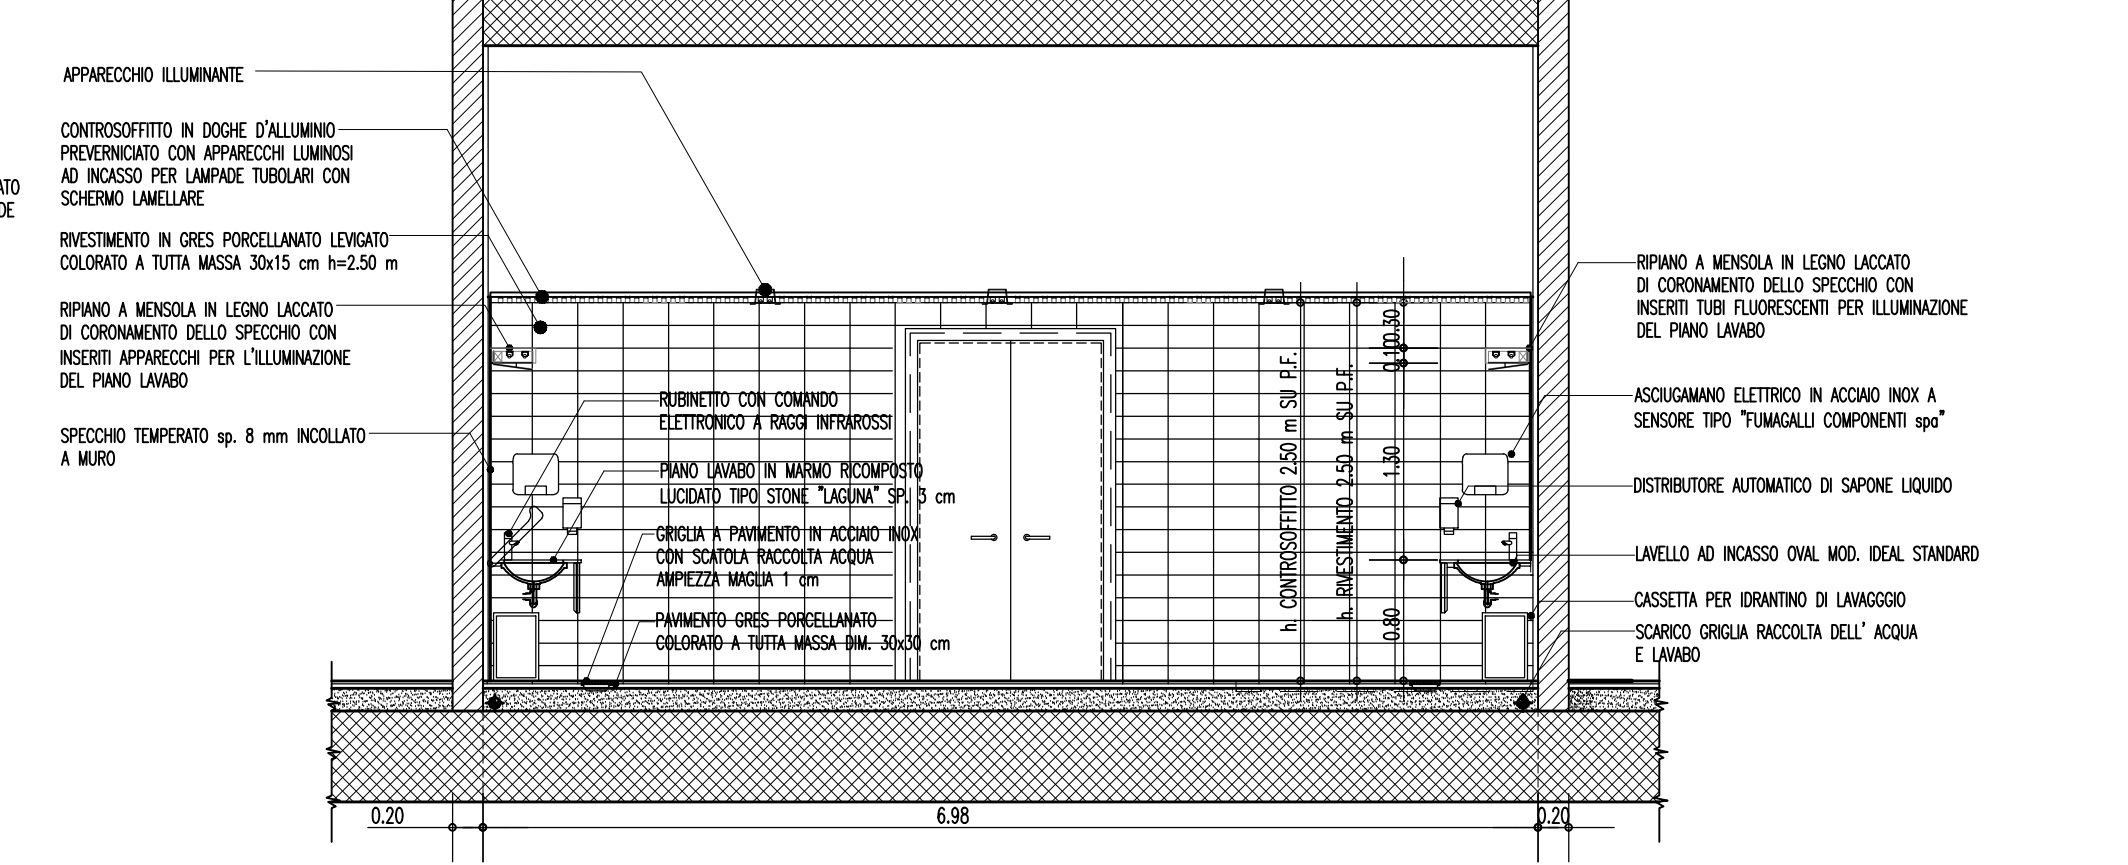 ATO
DE
APPARECCHIO ILLUMINANTE
CONTROSOFFITTO IN DOGHE D'ALLUMINIO
PREVERNICIATO CON APPARECCHI LUMINOSI
AD INCASSO PER LAMPADE TUBOLARI CON
SCHERMO LAMELLARE
RIVESTIMENTO IN GRES PORCELLANATO LEVIGATO
COLORATO A TUTTA MASSA 30x15 cm h=2.50 m
RIPIANO A MENSOLA IN LEGNO LACCATO
DI CORONAMENTO DELLO SPECCHIO CON
INSERITI APPARECCHI PER L'ILLUMINAZIONE
DEL PIANO LAVABO
SPECCHIO TEMPERATO sp. 8 mm INCOLLATO
A MURO
RUBINETTO CON COMANDO
ELETTRONICO A RAGGI INFRAROSSI
PIANO LAVABO IN MARMO RICOMPOSTO
LUCIDATO TIPO STONE "LAGUNA" SP. 3 cm
GRIGLIA A PAVIMENTO IN ACCIAIO INOX
CON SCATOLA RACCOLTA ACQUA
AMPIEZZA MAGLIA 1 cm
PAVIMENTO GRES PORCELLANATO
COLORATO A TUTTA MASSA DIM. 30x30 cm
h. CONTROSOFFITTO 2.50 m SU P.F.
h. RIVESTIMENTO 2.50 m SU P.F.
0.30
0.10
1.30
0.80
RIPIANO A MENSOLA IN LEGNO LACCATO
DI CORONAMENTO DELLO SPECCHIO CON
INSERITI TUBI FLUORESCENTI PER ILLUMINAZIONE
DEL PIANO LAVABO
ASCIUGAMANO ELETTRICO IN ACCIAIO INOX A
SENSORE TIPO "FUMAGALLI COMPONENTI spa"
DISTRIBUTORE AUTOMATICO DI SAPONE LIQUIDO
LAVELLO AD INCASSO OVAL MOD. IDEAL STANDARD
CASSETTA PER IDRANTINO DI LAVAGGGIO
SCARICO GRIGLIA RACCOLTA DELL' ACQUA
E LAVABO
0.20
6.98
0.20